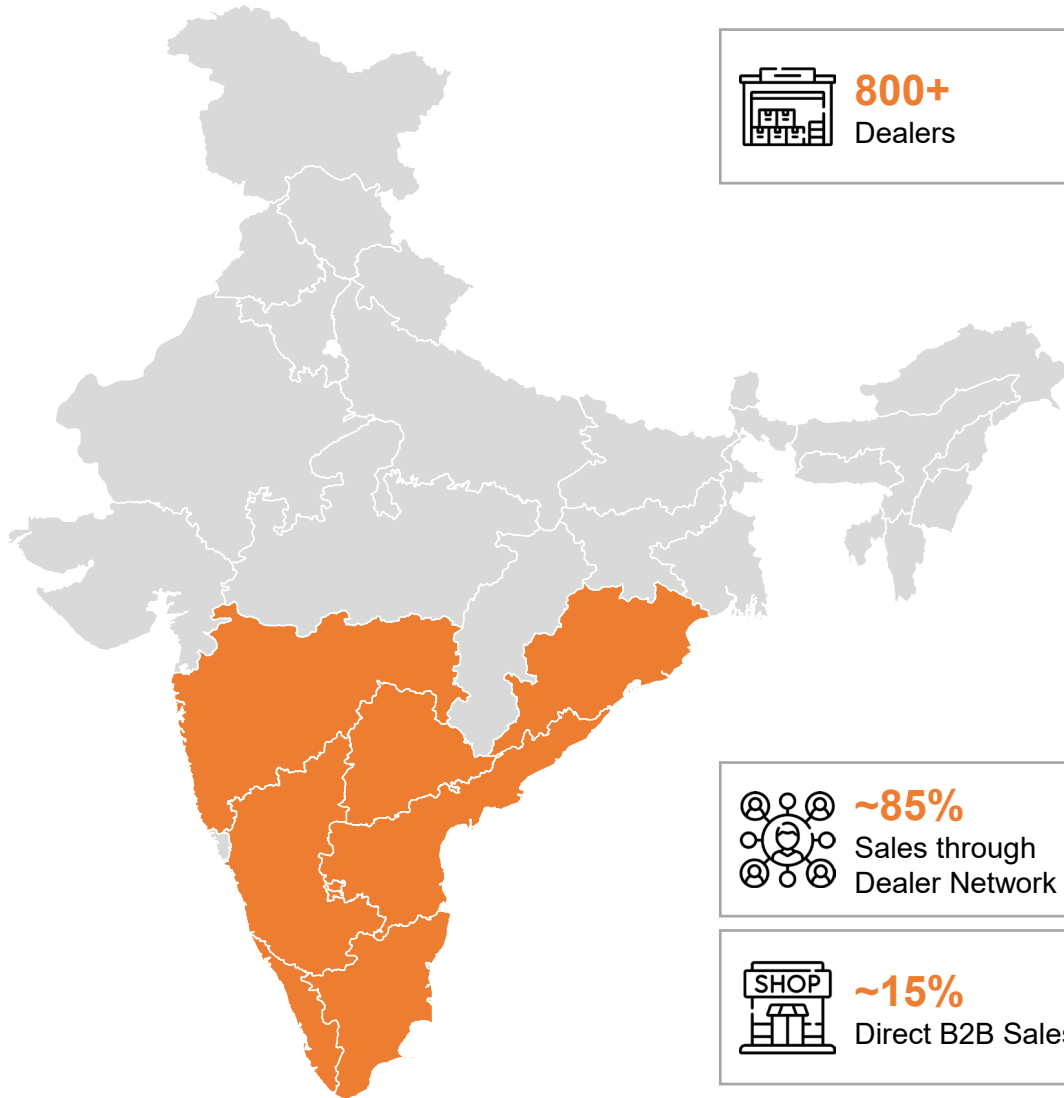 800+
Dealers
~85%
Sales through
Dealer Network
SHOP
~15%
Direct B2B Sales